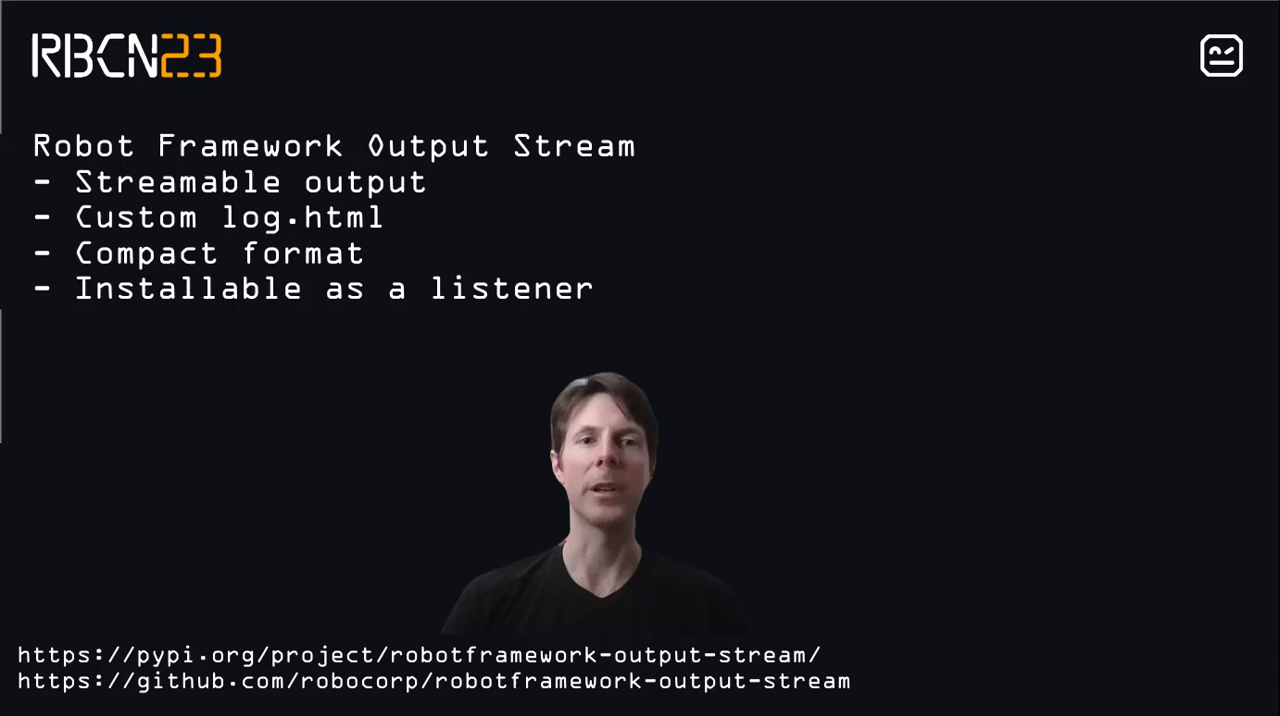 RBCN23
Robot Framework Output Stream
- Streamable output
- Custom log.html
- Compact format
- Installable as a listener
https://pypi.org/project/robotframework-output-stream/
https://github.com/robocorp/robotframework-output-stream